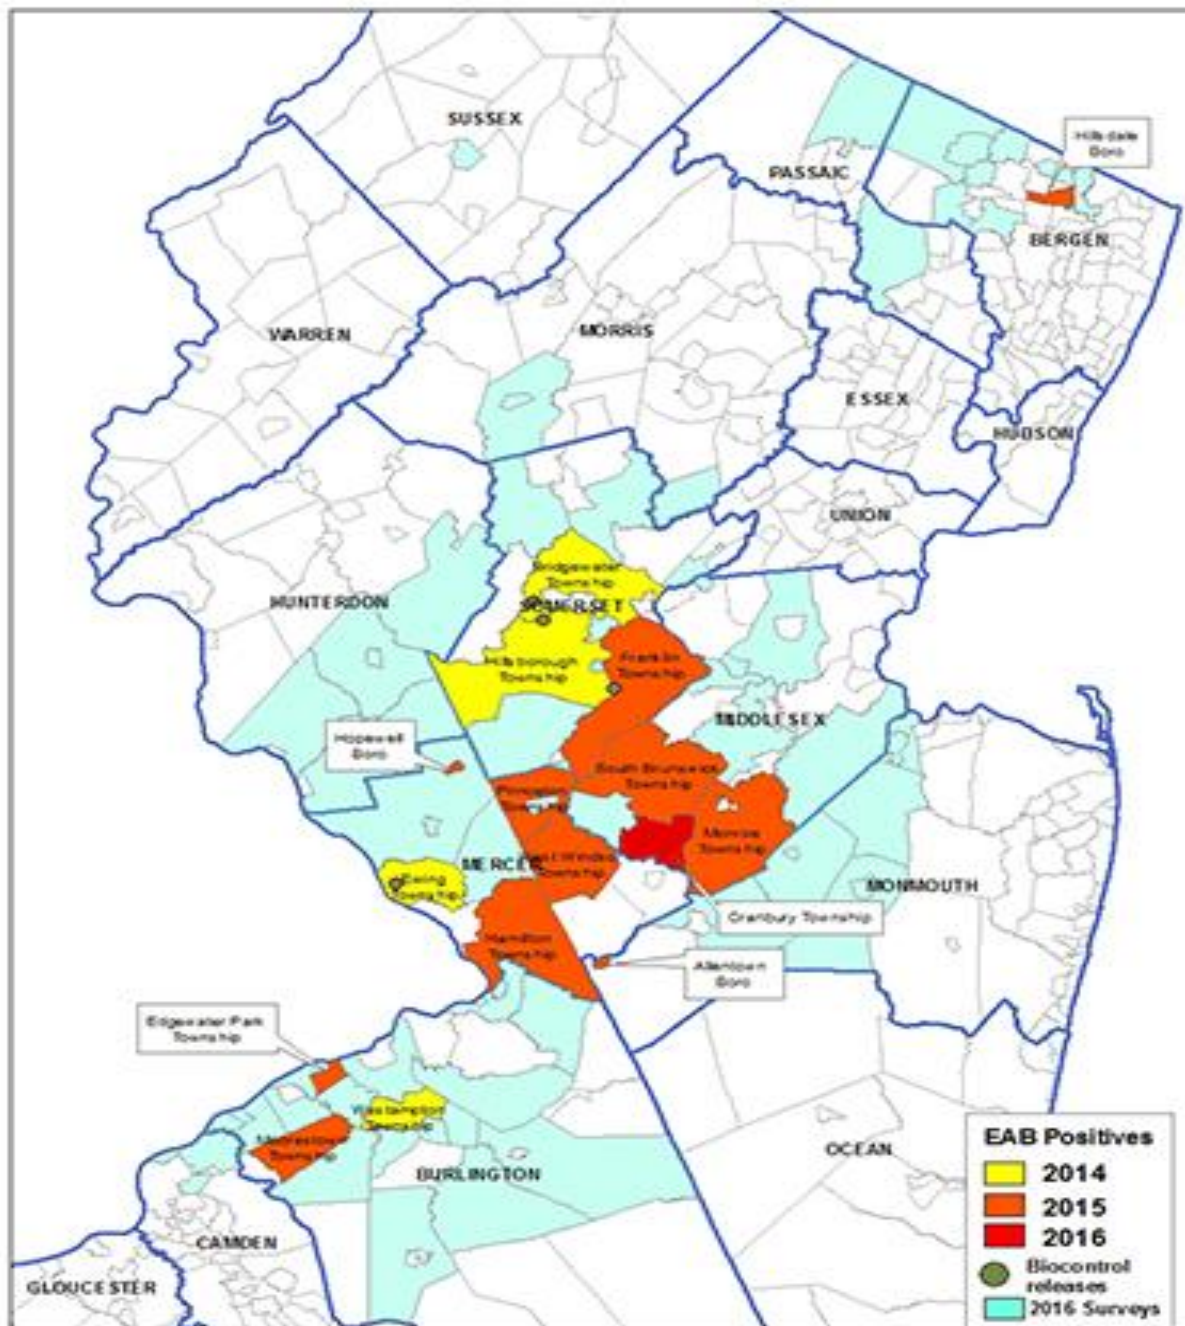 SUSSEX
Hillsdale
Boro
PASSAIC
BERGEN
WARREN
MORRIS
ESSEX
HUDSON
UNION
Bridgewater
Township
HUNTERDON
SOMERSET
Hillsborough
Township
Franklin
Township
MIDDLESEX
Hopewell
Boro
South Brunswick
Township
Princeton
Township
Monroe
Township
MERCER
West Windsor
Township
Ewing
Township
MONMOUTH
Cranbury Township
Hamilton
Township
Allentown
Boro
Edgewater Park
Township
Westampton
Township
Moorestown
Township
BURLINGTON
OCEAN
CAMDEN
GLOUCESTER
EAB Positives
2014
2015
2016
Biocontrol
releases
2016 Surveys